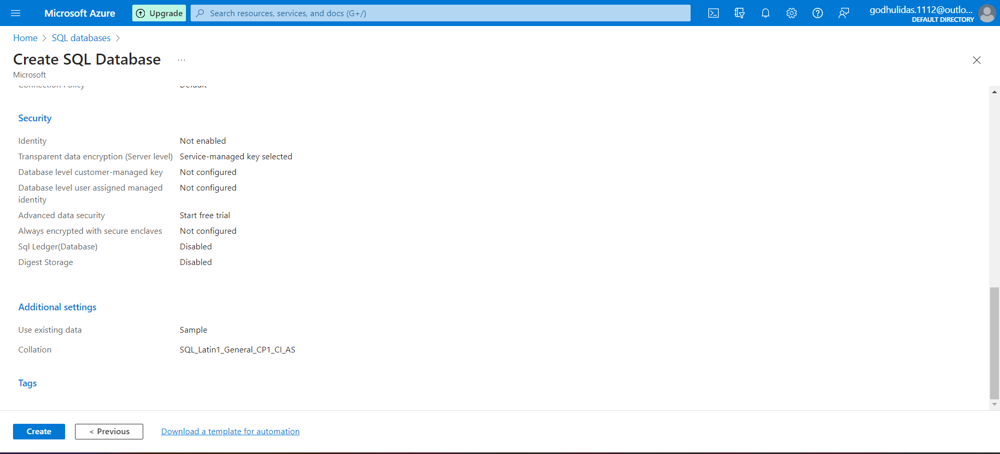 Microsoft Azure
Upgrade
Search resources, services, and docs (G+/)
godhulidas.1112@outlo...
DEFAULT DIRECTORY
Home > SQL databases >
Create SQL Database ...
Microsoft
Connection Policy Default
Security
Identity Not enabled
Transparent data encryption (Server level) Service-managed key selected
Database level customer-managed key Not configured
Database level user assigned managed Not configured
identity
Advanced data security Start free trial
Always encrypted with secure enclaves Not configured
Sql Ledger(Database) Disabled
Digest Storage Disabled
Additional settings
Use existing data Sample
Collation SQL_Latin1_General_CP1_CI_AS
Tags
Create
< Previous
Download a template for automation